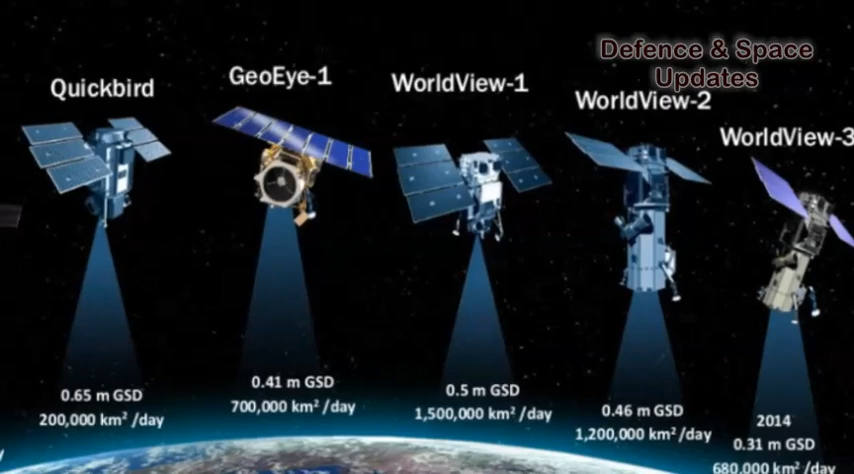 Defence & Space
Updates
Quickbird
GeoEye-1
WorldView-1
WorldView-2
WorldView-3
0.65 m GSD
200,000 km² /day
0.41 m GSD
700,000 km² /day
0.5 m GSD
1,500,000 km² /day
0.46 m GSD
1,200,000 km² /day
2014
0.31 m GSD
680,000 km² /day